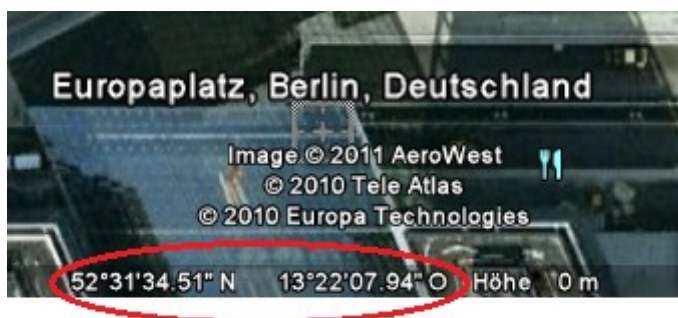 Europaplatz, Berlin, Deutschland
Image © 2011 AeroWest
© 2010 Tele Atlas
© 2010 Europa Technologies
52°31'34.51" N 13°22'07.94" O Höhe 0 m